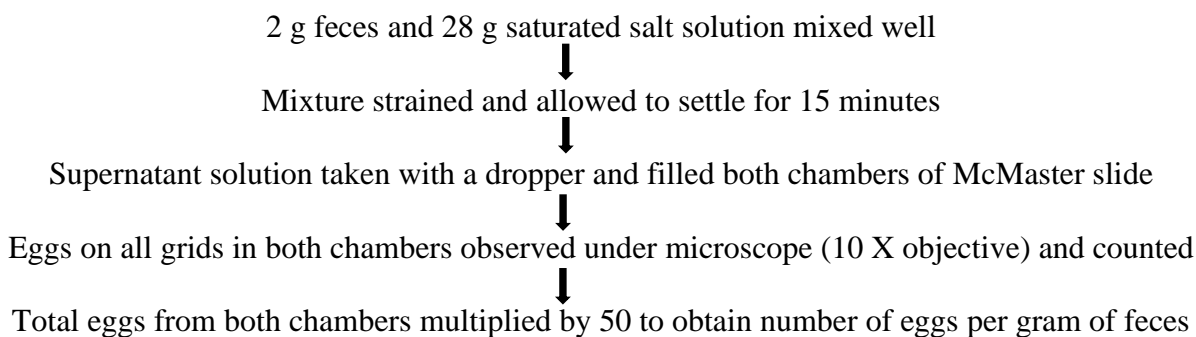 2 g feces and 28 g saturated salt solution mixed well
Mixture strained and allowed to settle for 15 minutes
Supernatant solution taken with a dropper and filled both chambers of McMaster slide
Eggs on all grids in both chambers observed under microscope (10 X objective) and counted
Total eggs from both chambers multiplied by 50 to obtain number of eggs per gram of feces